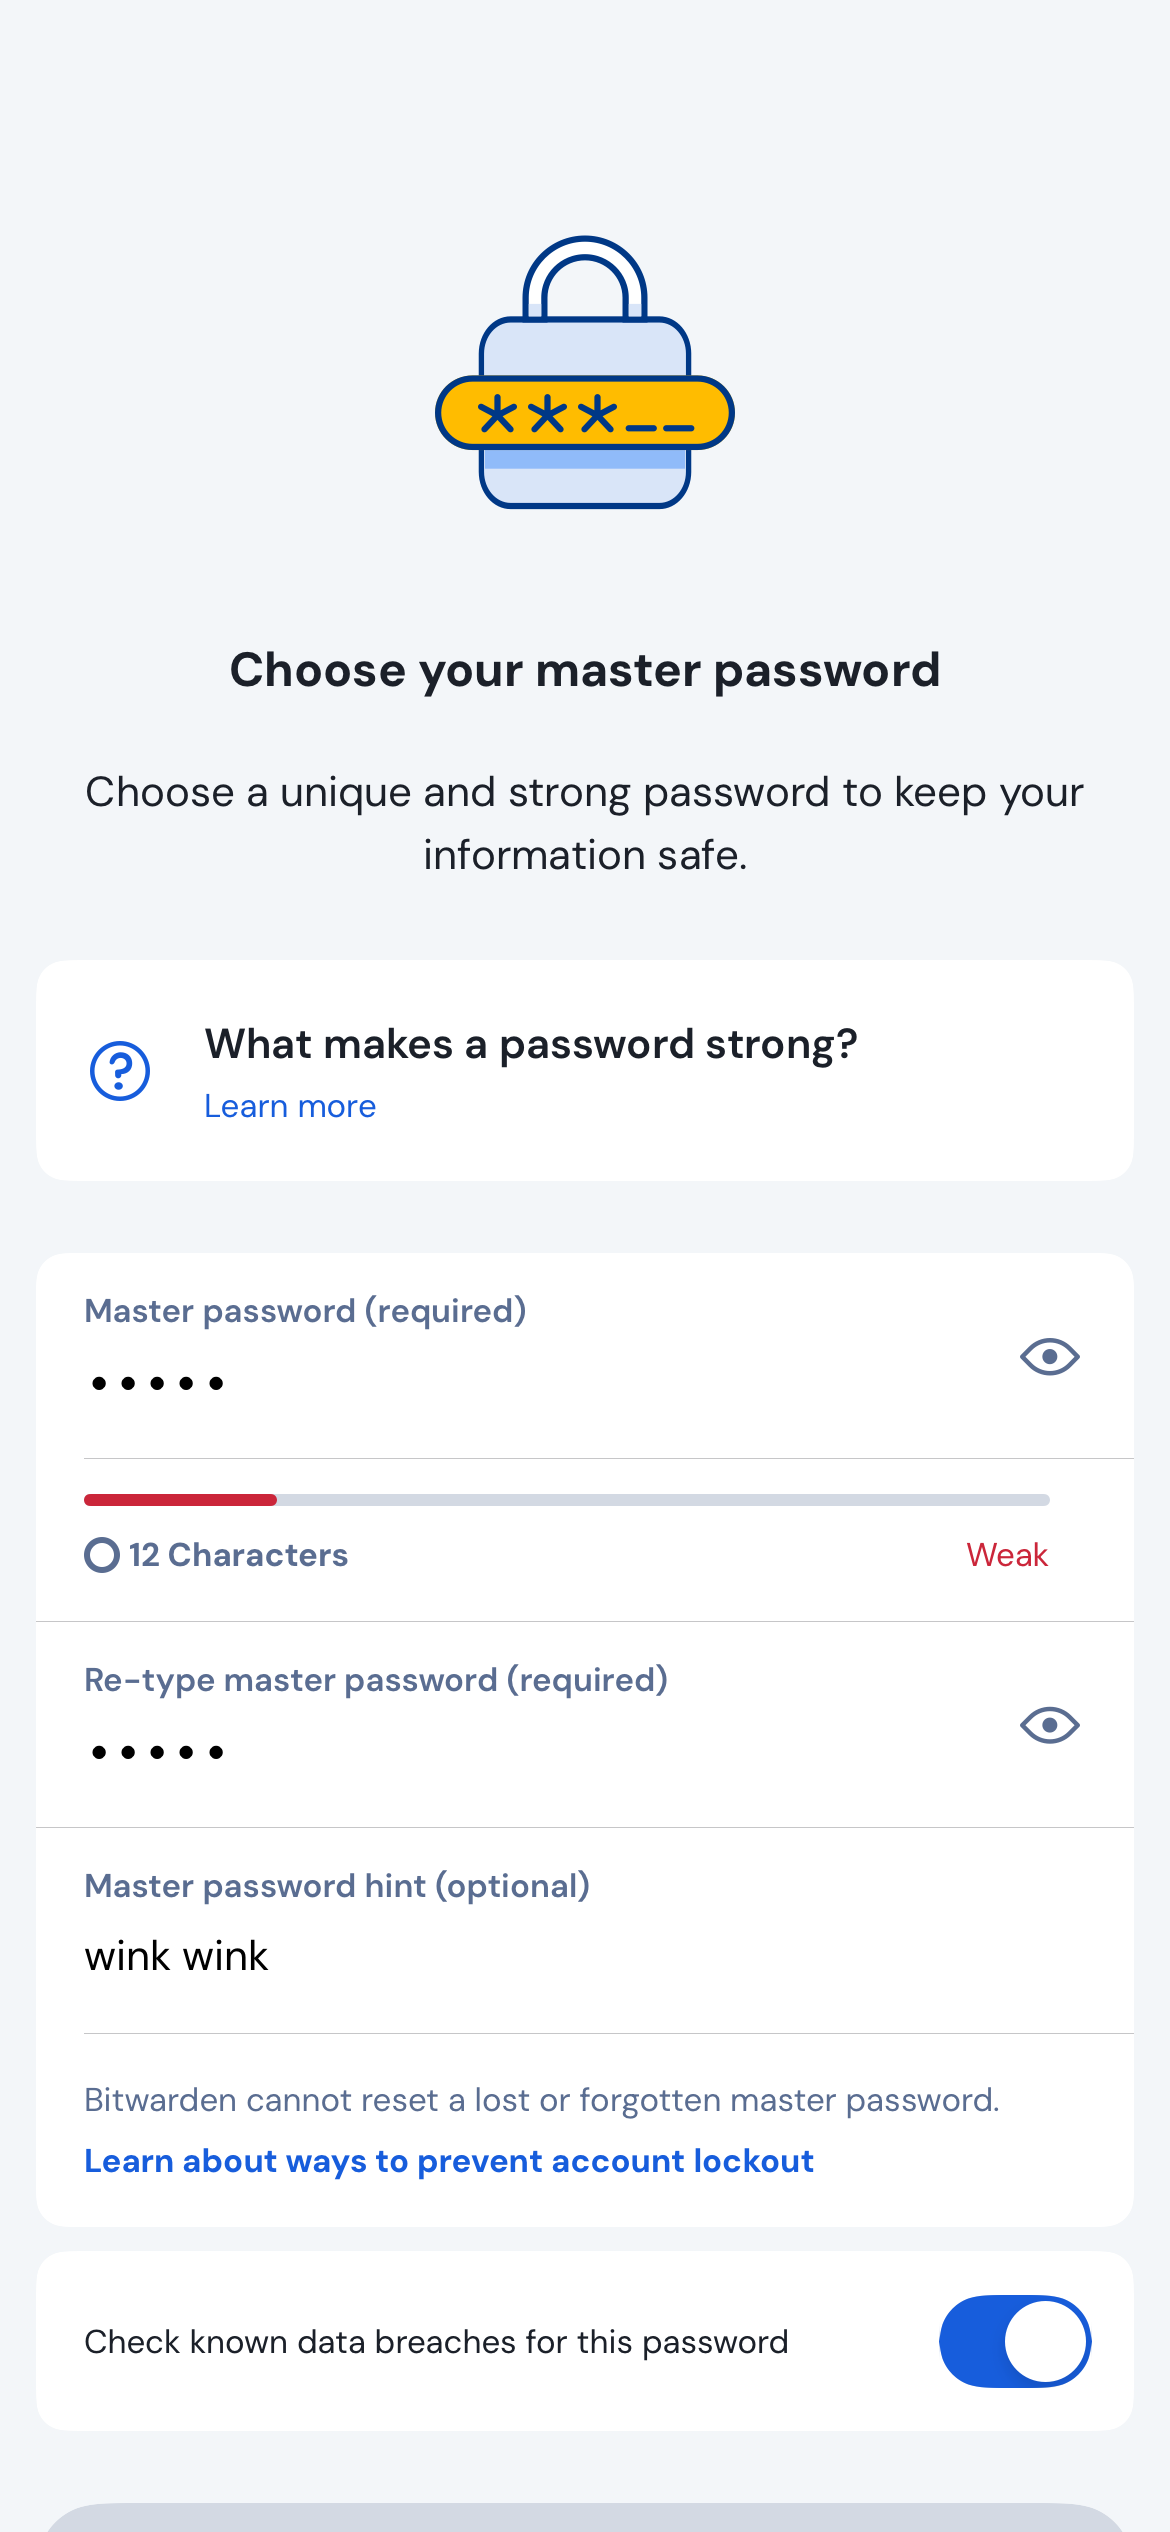 ***__
Choose your master password
Choose a unique and strong password to keep your
information safe.
What makes a password strong?
Learn more
Master password (required)
•••••
12 Characters
Weak
Re-type master password (required)
•••••
Master password hint (optional)
wink wink
Bitwarden cannot reset a lost or forgotten master password.
Learn about ways to prevent account lockout
Check known data breaches for this password